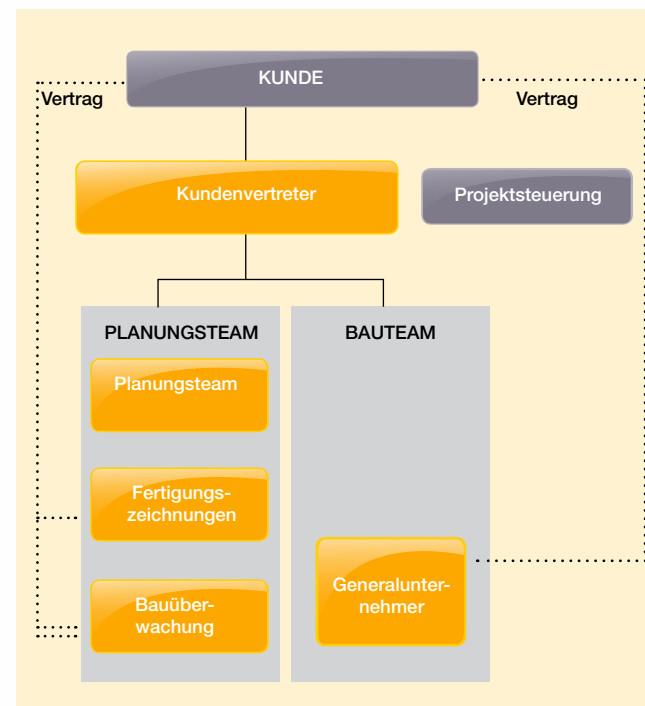 KUNDE
Vertrag
Vertrag
Kundenvertreter
Projektsteuerung
PLANUNGSTEAM
BAUTEAM
Planungsteam
Fertigungs-
zeichnungen
Generalunter-
nehmer
Bauüber-
wachung